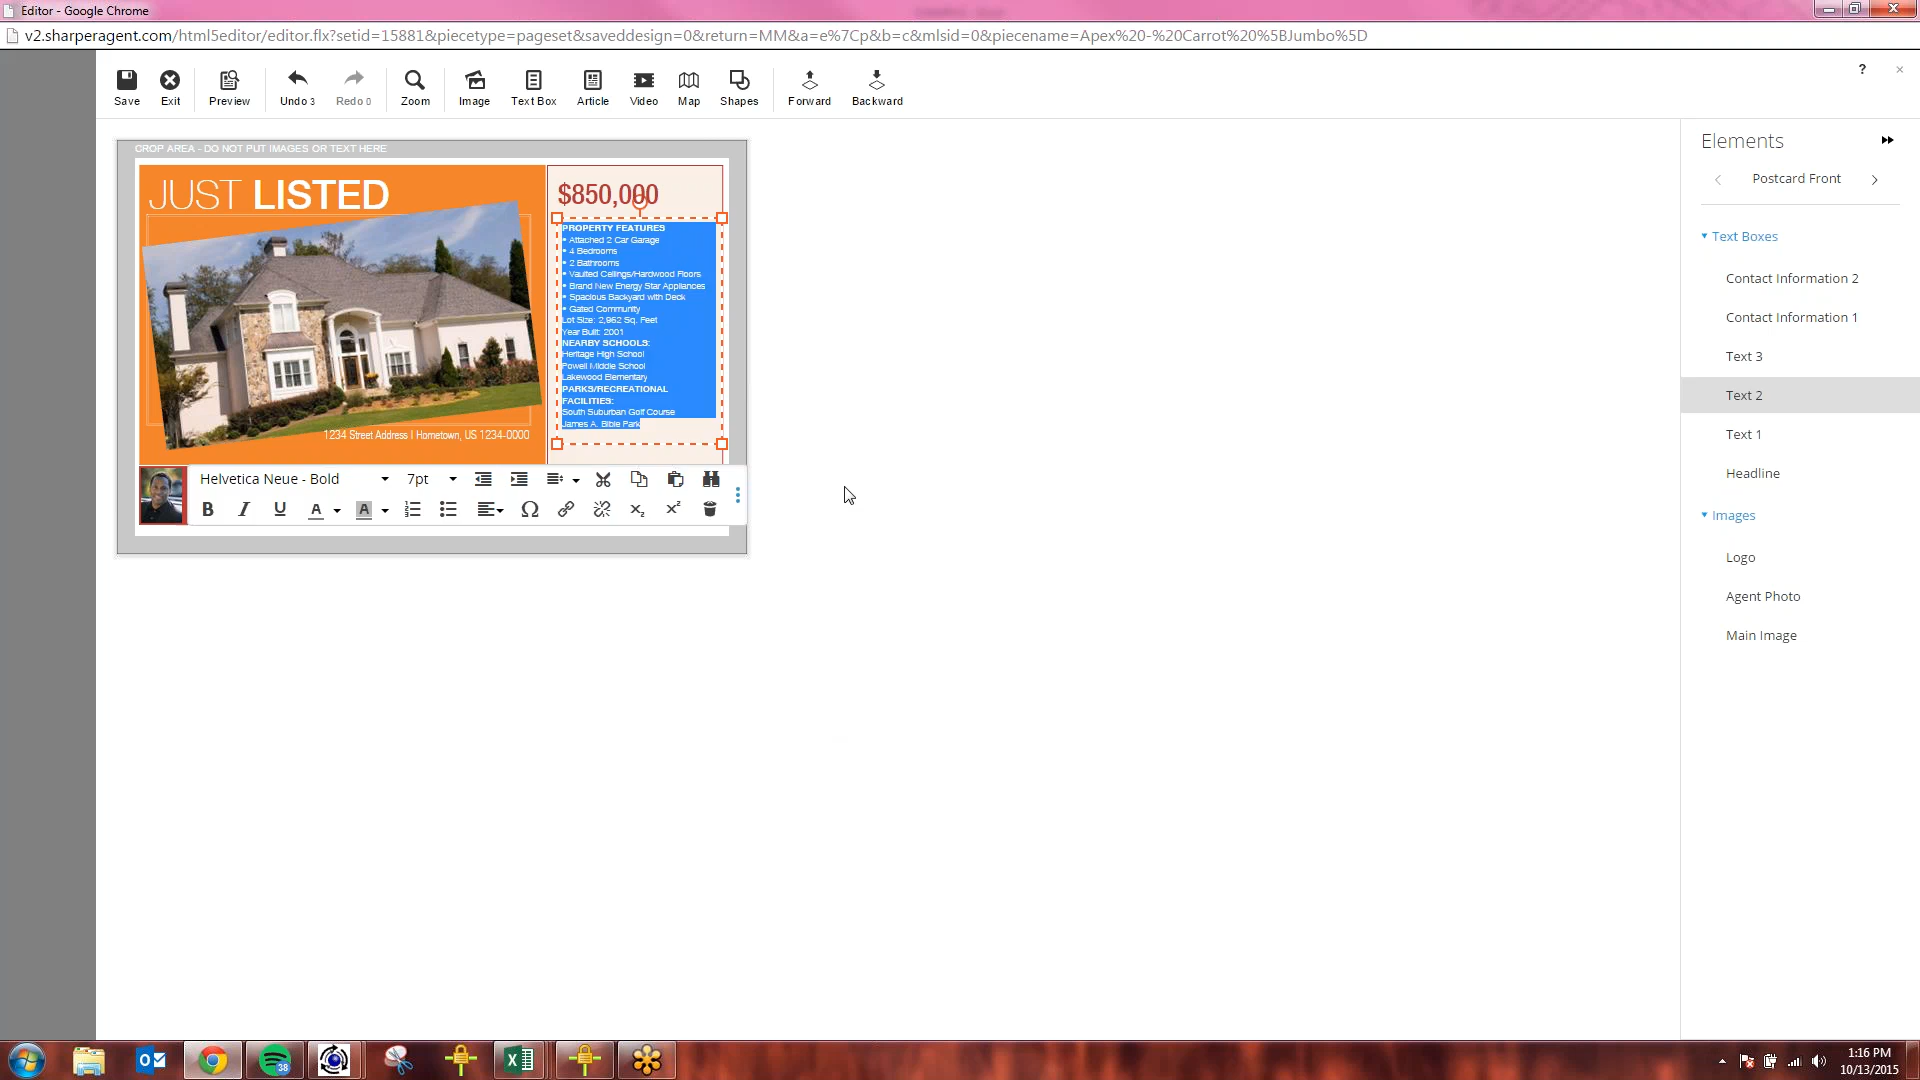 Editor - Google Chrome
v2.sharperagent.com/html5editor/editor.flx?setid=15881&piecetype=pageset&saveddesign=0&return=MM&a=e%7Cp&b=c&mlsid=0&piecename=Apex%20-%20Carrot%20%5BJumbo%5D
Save
Exit
Preview
Undo 3
Redo 0
Zoom
Image
Text Box
Article
Video
Map
Shapes
Forward
Backward
?
CROP AREA - DO NOT PUT IMAGES OR TEXT HERE
JUST LISTED
1234 Street Address | Hometown, US 1234-0000
$850,000
PROPERTY FEATURES
• Attached 2 Car Garage
• 4 Bedrooms
• 2 Bathrooms
• Vaulted Ceilings/Hardwood Floors
• Brand New Energy Star Appliances
• Spacious Backyard with Deck
• Gated Community
Lot Size: 2,962 Sq. Feet
Year Built: 2001
NEARBY SCHOOLS:
Heritage High School
Powell Middle School
Lakewood Elementary
PARKS/RECREATIONAL
FACILITIES:
South Suburban Golf Course
James A. Bible Park
Helvetica Neue - Bold
7pt
Elements
Postcard Front
Text Boxes
Contact Information 2
Contact Information 1
Text 3
Text 2
Text 1
Headline
Images
Logo
Agent Photo
Main Image
38
1:16 PM
10/13/2015